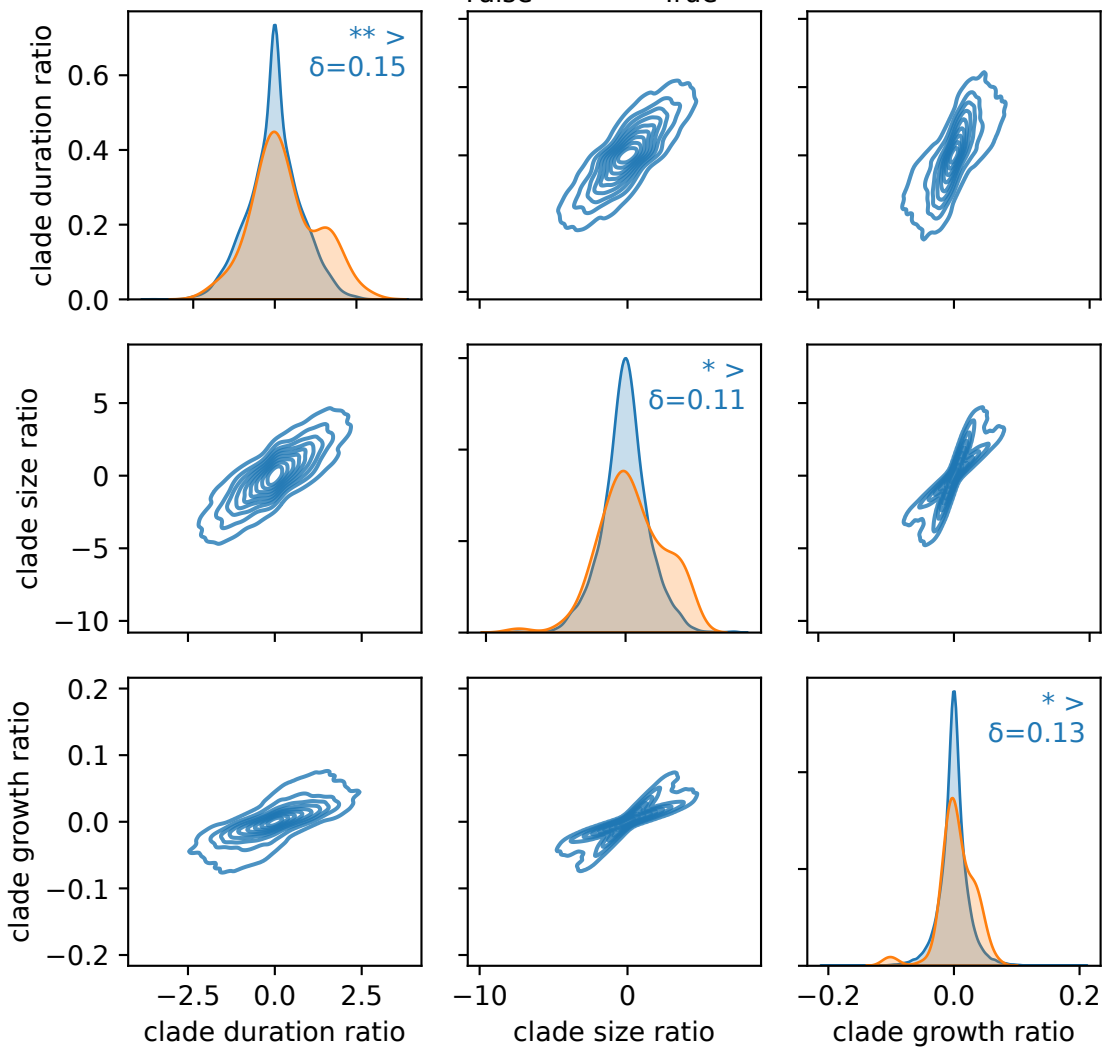 clade duration ratio
0.6
0.4
0.2
0.0
** >
δ=0.15
clade size ratio
5
0
−5
−10
* >
δ=0.11
clade growth ratio
0.2
0.1
0.0
−0.1
−0.2
* >
δ=0.13
−2.5 0.0 2.5
−10 0
−0.2 0.0 0.2
clade duration ratio
clade size ratio
clade growth ratio